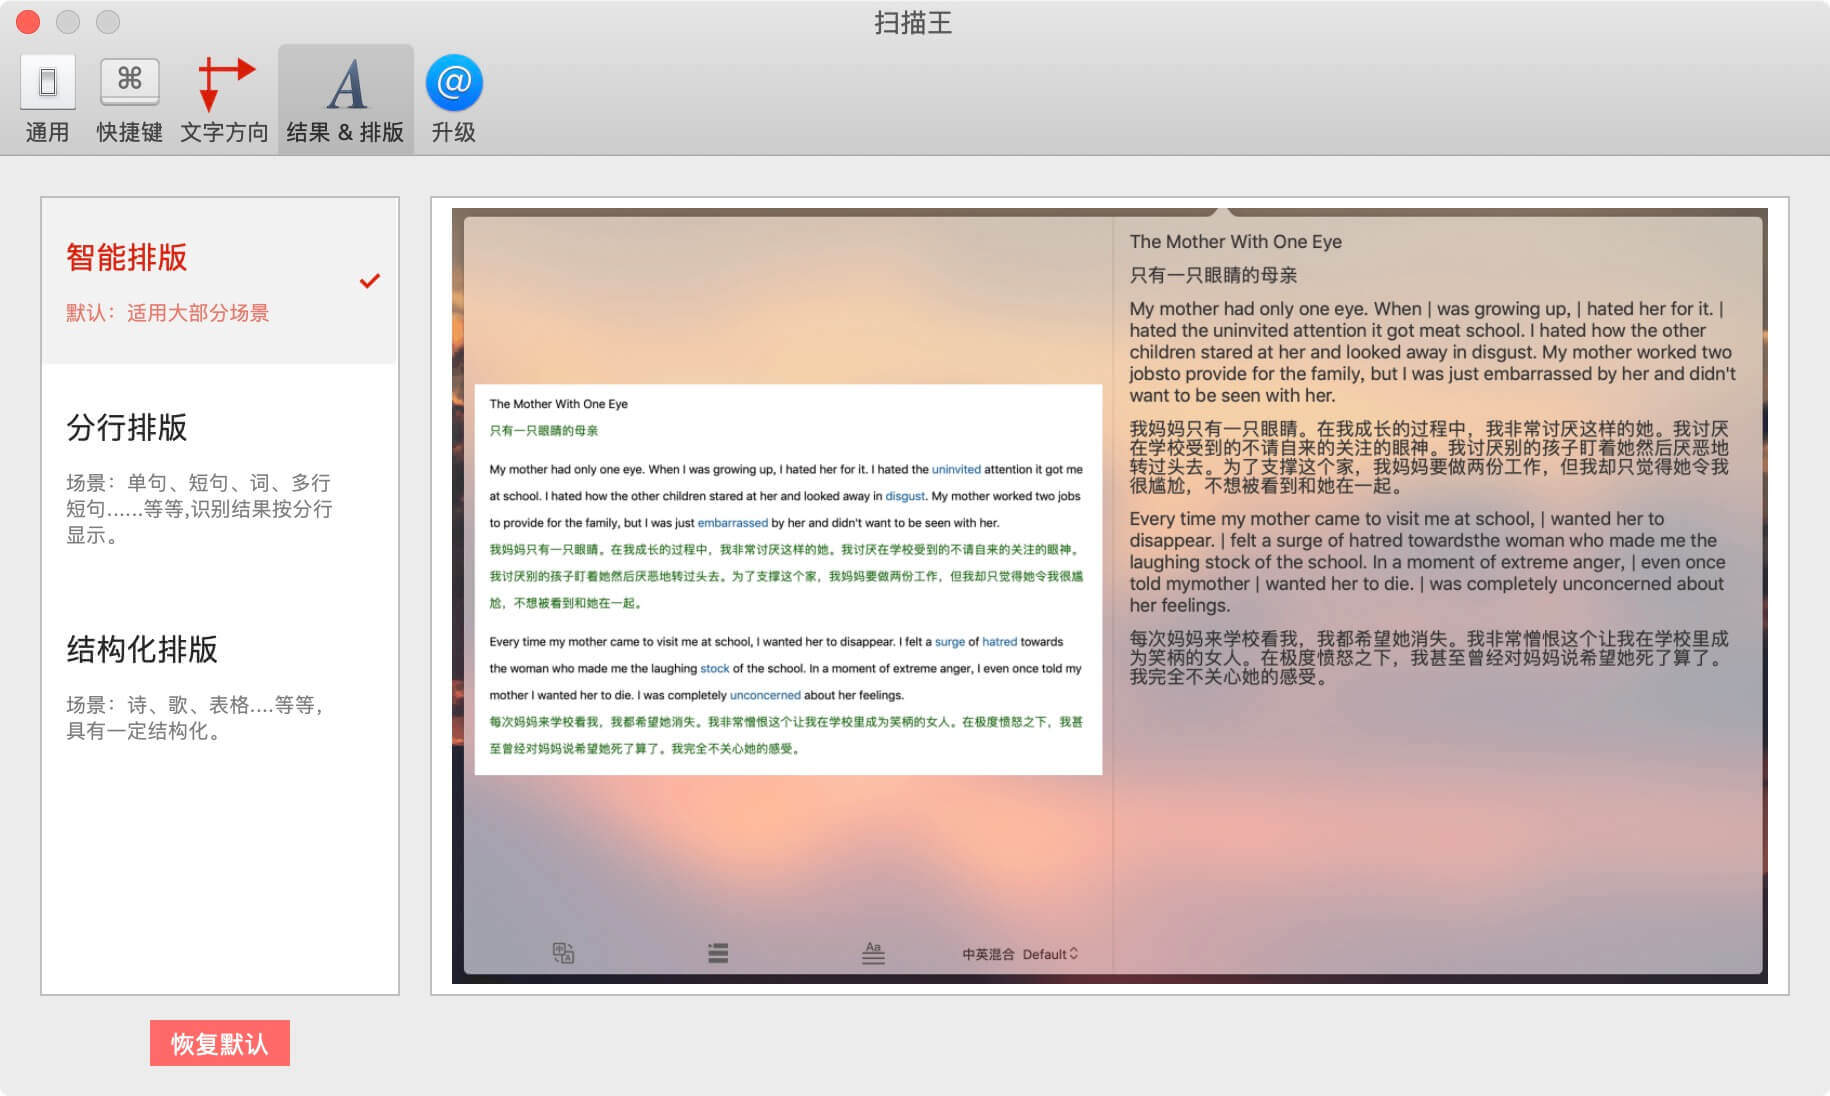 扫描王
通用
快捷键
文字方向
结果 & 排版
升级
智能排版
默认：适用大部分场景
分行排版
场景：单句、短句、词、多行
短句......等等,识别结果按分行
显示。
结构化排版
场景：诗、歌、表格....等等,
具有一定结构化。
恢复默认
The Mother With One Eye
只有一只眼睛的母亲
My mother had only one eye. When I was growing up, I hated her for it. I hated the uninvited attention it got me
at school. I hated how the other children stared at her and looked away in disgust. My mother worked two jobs
to provide for the family, but I was just embarrassed by her and didn't want to be seen with her.
我妈妈只有一只眼睛。在我成长的过程中，我非常讨厌这样的她。我讨厌在学校受到的不请自来的关注的眼神。
我讨厌别的孩子盯着她然后厌恶地转过头去。为了支撑这个家，我妈妈要做两份工作，但我却只觉得她令我很尴
尬，不想被看到和她在一起。
Every time my mother came to visit me at school, I wanted her to disappear. I felt a surge of hatred towards
the woman who made me the laughing stock of the school. In a moment of extreme anger, I even once told my
mother I wanted her to die. I was completely unconcerned about her feelings.
每次妈妈来学校看我，我都希望她消失。我非常憎恨这个让我在学校里成为笑柄的女人。在极度愤怒之下，我甚
至曾经对妈妈说希望她死了算了。我完全不关心她的感受。
中英混合 Default
The Mother With One Eye
只有一只眼睛的母亲
My mother had only one eye. When | was growing up, | hated her for it. |
hated the uninvited attention it got meat school. I hated how the other
children stared at her and looked away in disgust. My mother worked two
jobsto provide for the family, but I was just embarrassed by her and didn't
want to be seen with her.
我妈妈只有一只眼睛。在我成长的过程中，我非常讨厌这样的她。我讨厌
在学校受到的不请自来的关注的眼神。我讨厌别的孩子盯着她然后厌恶地
转过头去。为了支撑这个家，我妈妈要做两份工作，但我却只觉得她令我
很尴尬，不想被看到和她在一起。
Every time my mother came to visit me at school, | wanted her to
disappear. | felt a surge of hatred towardsthe woman who made me the
laughing stock of the school. In a moment of extreme anger, | even once
told mymother | wanted her to die. | was completely unconcerned about
her feelings.
每次妈妈来学校看我，我都希望她消失。我非常憎恨这个让我在学校里成
为笑柄的女人。在极度愤怒之下，我甚至曾经对妈妈说希望她死了算了。
我完全不关心她的感受。